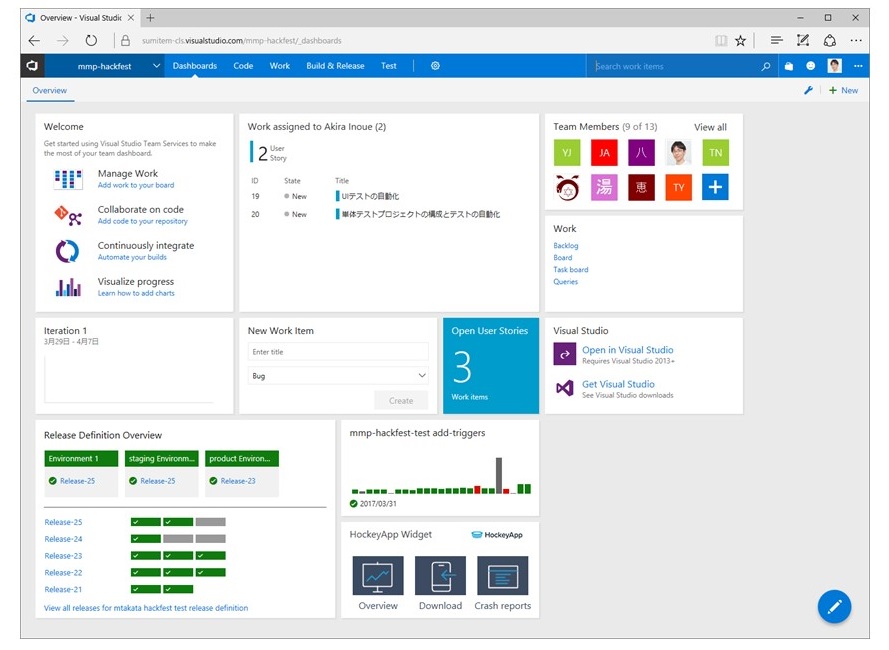 Overview - Visual Studic
sumitem-cls.visualstudio.com/mmp-hackfest/_dashboards
mmp-hackfest
Dashboards
Code
Work
Build & Release
Test
Search work items
Overview
New
Welcome
Get started using Visual Studio Team Services to make
the most of your team dashboard.
Manage Work
Add work to your board
Collaborate on code
Add code to your repository
Continuously integrate
Automate your builds
Visualize progress
Learn how to add charts
Work assigned to Akira Inoue (2)
2 User
Story
ID State Title
19 New UIテストの自動化
20 New 単体テストプロジェクトの構成とテストの自動化
Team Members (9 of 13) View all
YJ JA 八 TN
湯 恵 TY
Work
Backlog
Board
Task board
Queries
Iteration 1
3月29日 - 4月7日
New Work Item
Enter title
Bug
Create
Open User Stories
3
Work items
Visual Studio
Open in Visual Studio
Requires Visual Studio 2013+
Get Visual Studio
See Visual Studio downloads
Release Definition Overview
Environment 1 staging Environm... product Environ...
Release-25 Release-25 Release-23
Release-25
Release-24
Release-23
Release-22
Release-21
View all releases for mtakata hackfest test release definition
mmp-hackfest-test add-triggers
2017/03/31
HockeyApp Widget HockeyApp
Overview Download Crash reports